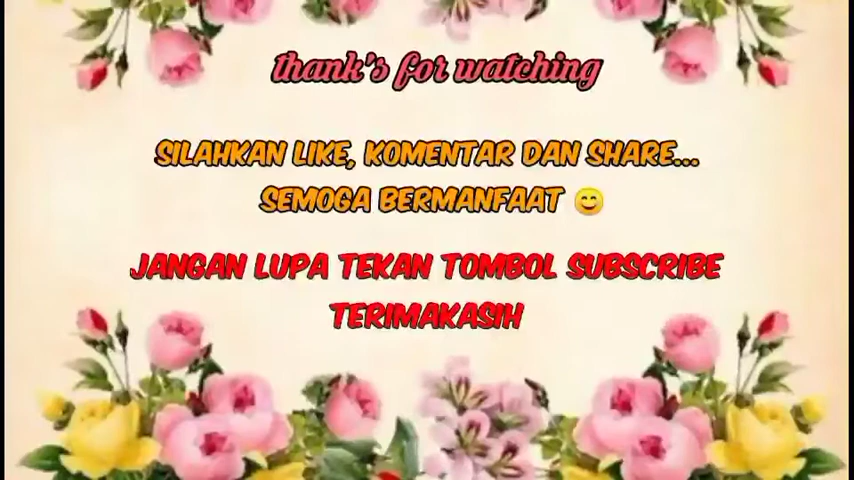 thank's for watching
SILAHKAN LIKE, KOMENTAR DAN SHARE...
SEMOGA BERMANFAAT 😊
JANGAN LUPA TEKAN TOMBOL SUBSCRIBE
TERIMAKASIH